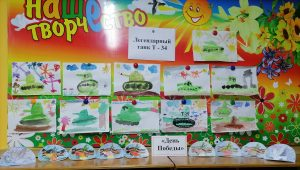 Наше
творчество
Легендарный
танк Т - 34
«День
Победы»